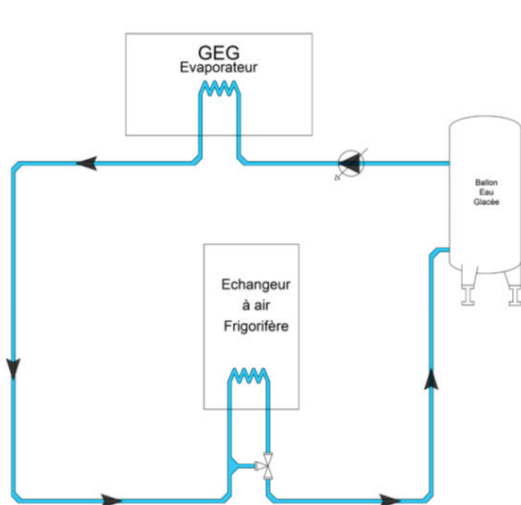 GEG
Evaporateur
Ballon
Eau
Glacée
Echangeur
à air
Frigorifère